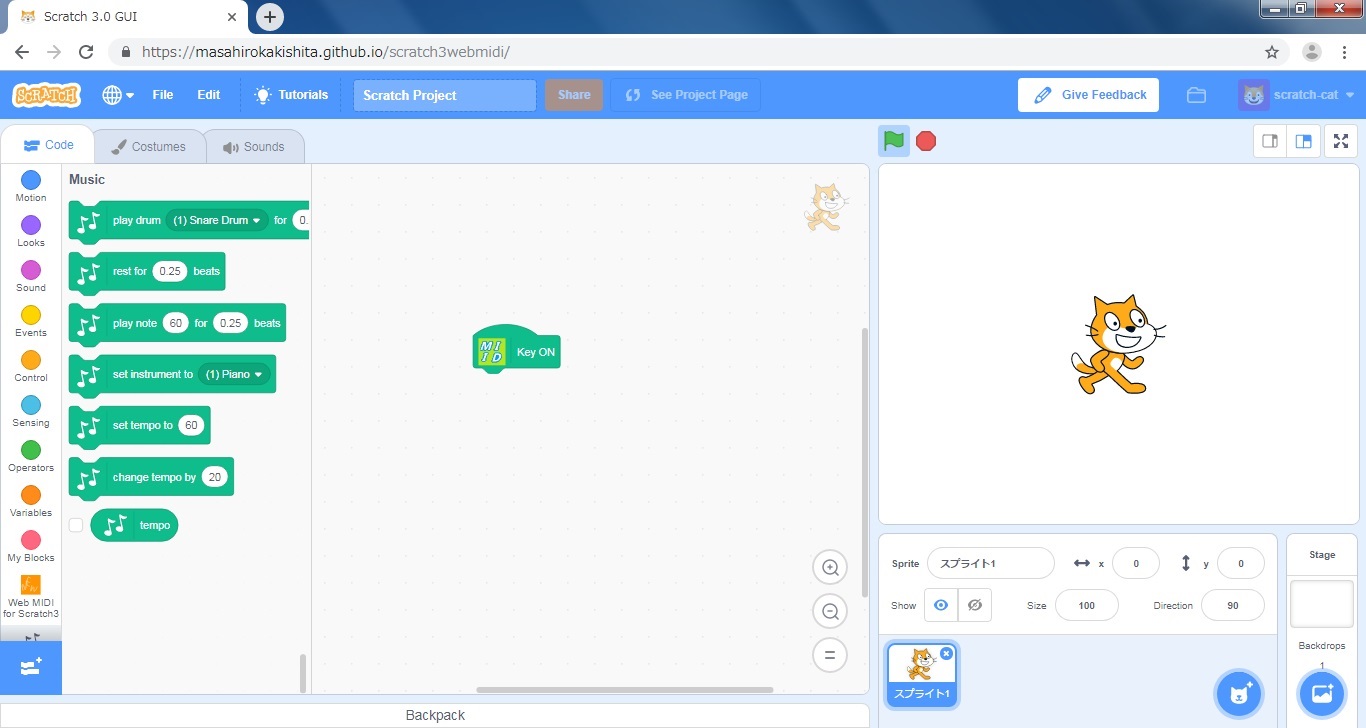 Scratch 3.0 GUI
https://masahirokakishita.github.io/scratch3webmidi/
SCRATCH
File
Edit
Tutorials
Scratch Project
Share
See Project Page
Give Feedback
scratch-cat
Code
Costumes
Sounds
Motion
Looks
Sound
Events
Control
Sensing
Operators
Variables
My Blocks
Web MIDI
for Scratch3
Music
play drum (1) Snare Drum for 0.
rest for 0.25 beats
play note 60 for 0.25 beats
set instrument to (1) Piano
set tempo to 60
change tempo by 20
tempo
MI
ID
Key ON
Backpack
Sprite スプライト1 x 0 y 0
Show Size 100 Direction 90
スプライト1
Stage
Backdrops
1